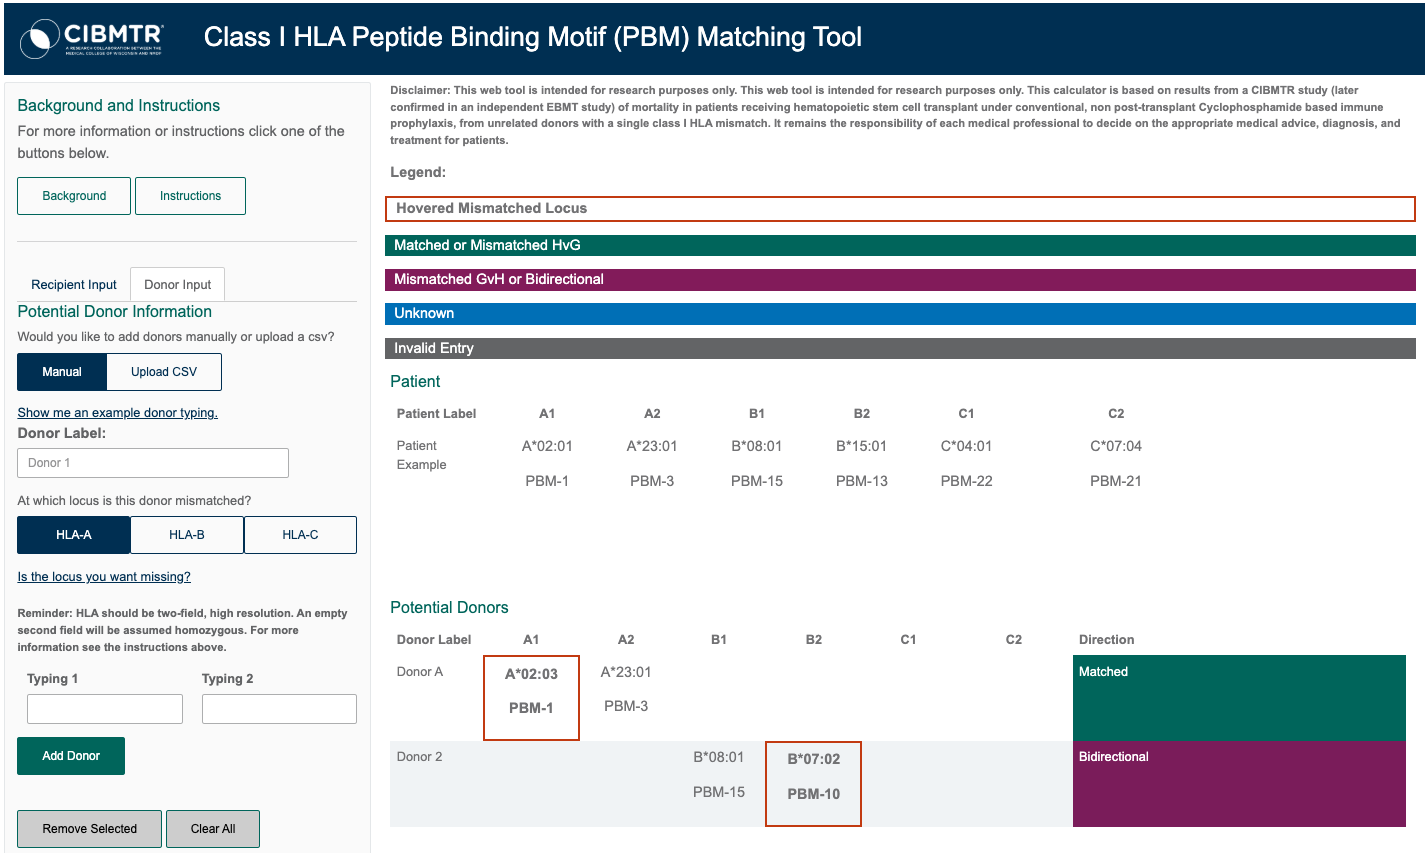 CIBMTR®
A RESEARCH COLLABORATION BETWEEN THE
MEDICAL COLLEGE OF WISCONSIN AND NMDP
Class I HLA Peptide Binding Motif (PBM) Matching Tool
Background and Instructions
For more information or instructions click one of the
buttons below.
Background
Instructions
Recipient Input
Donor Input
Potential Donor Information
Would you like to add donors manually or upload a csv?
Manual
Upload CSV
Show me an example donor typing.
Donor Label:
Donor 1
At which locus is this donor mismatched?
HLA-A
HLA-B
HLA-C
Is the locus you want missing?
Reminder: HLA should be two-field, high resolution. An empty
second field will be assumed homozygous. For more
information see the instructions above.
Typing 1
Typing 2
Add Donor
Remove Selected
Clear All
Disclaimer: This web tool is intended for research purposes only. This web tool is intended for research purposes only. This calculator is based on results from a CIBMTR study (later
confirmed in an independent EBMT study) of mortality in patients receiving hematopoietic stem cell transplant under conventional, non post-transplant Cyclophosphamide based immune
prophylaxis, from unrelated donors with a single class I HLA mismatch. It remains the responsibility of each medical professional to decide on the appropriate medical advice, diagnosis, and
treatment for patients.
Legend:
Hovered Mismatched Locus
Matched or Mismatched HvG
Mismatched GvH or Bidirectional
Unknown
Invalid Entry
Patient
Patient Label A1 A2 B1 B2 C1 C2
Patient Example A*02:01 A*23:01 B*08:01 B*15:01 C*04:01 C*07:04
PBM-1 PBM-3 PBM-15 PBM-13 PBM-22 PBM-21
Potential Donors
Donor Label A1 A2 B1 B2 C1 C2 Direction
Donor A A*02:03 A*23:01 Matched
PBM-1 PBM-3
Donor 2 B*08:01 B*07:02 Bidirectional
PBM-15 PBM-10